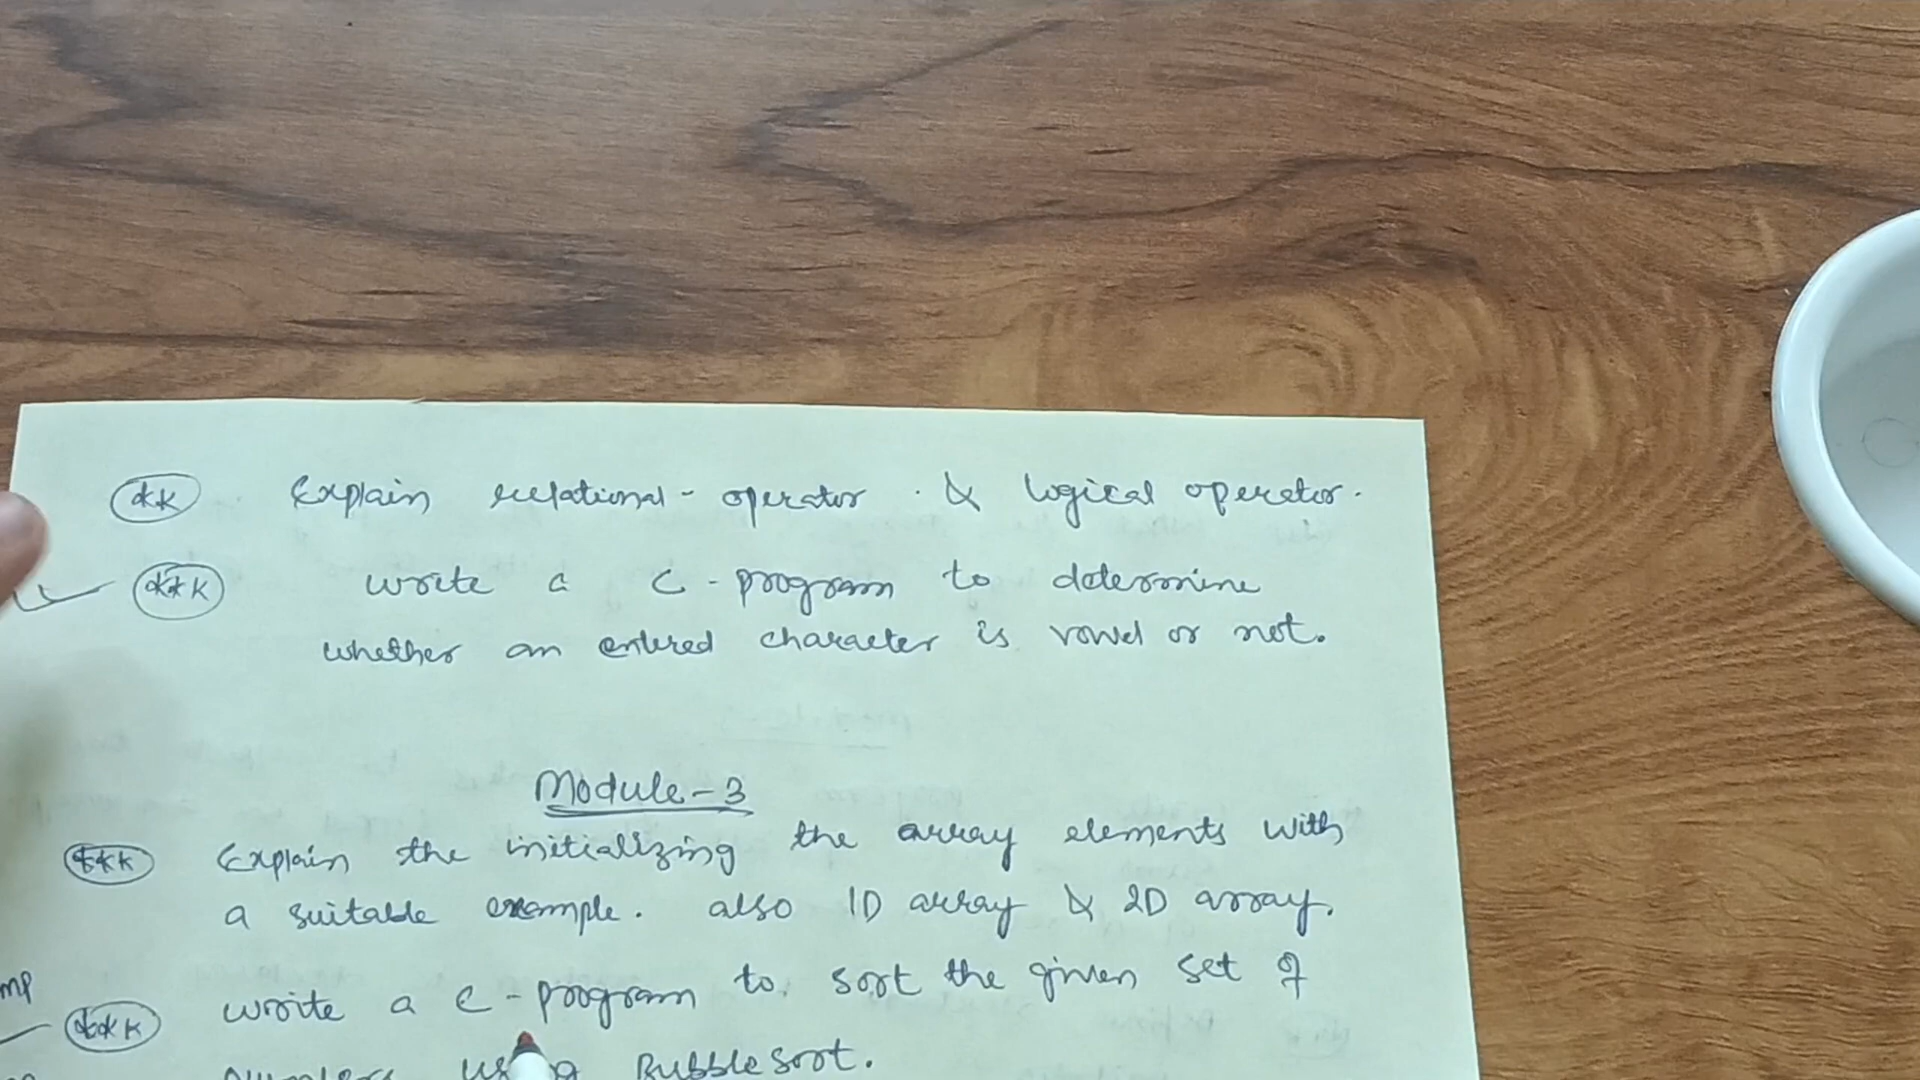 ** Explain relational - operator . & logical operator.
*** write a C - program to determine
whether an entered character is vowel or not.
Module - 3
*** Explain the initializing the array elements with
a suitable example. also 1D array & 2D array.
*** write a C - program to sort the given set of
using Bubble sort.